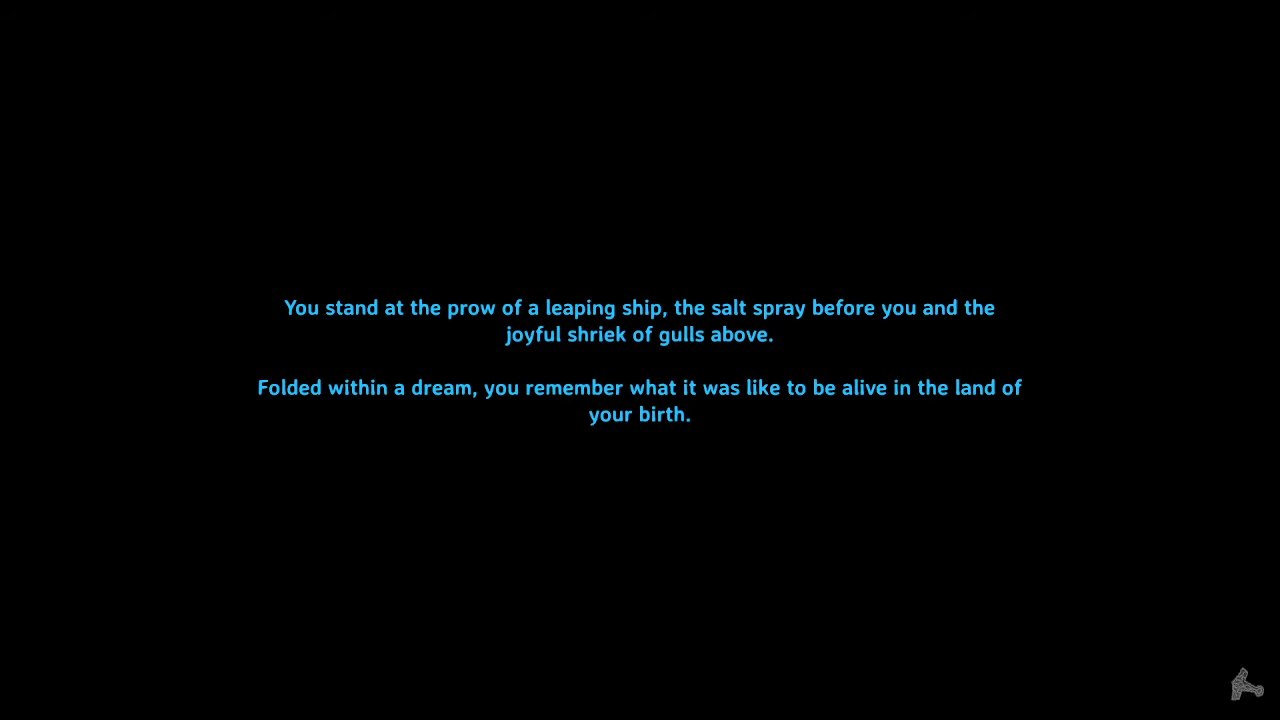 You stand at the prow of a leaping ship, the salt spray before you and the
joyful shriek of gulls above.
Folded within a dream, you remember what it was like to be alive in the land of
your birth.